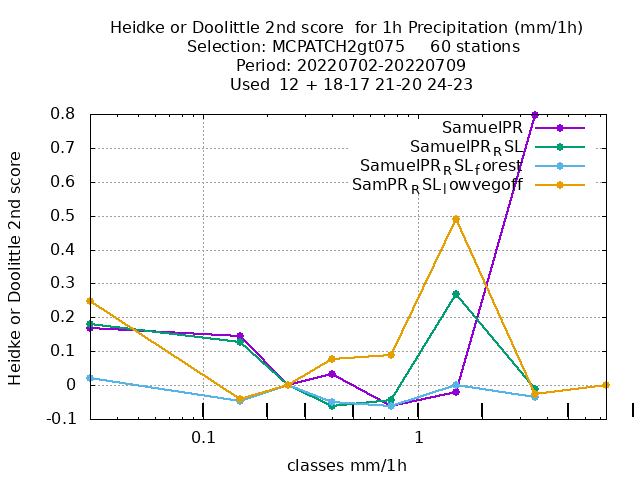 Heidke or Doolittle 2nd score  for 1h Precipitation (mm/1h)
Selection: MCPATCH2gt075     60 stations
Period: 20220702-20220709
Used  12 + 18-17 21-20 24-23
SamuelPR
SamuelPR_RSL
SamuelPR_RSL_forest
SamPR_RSL_lowvegoff
Heidke or Doolittle 2nd score
0.8
0.7
0.6
0.5
0.4
0.3
0.2
0.1
0
-0.1
0.1
1
classes mm/1h